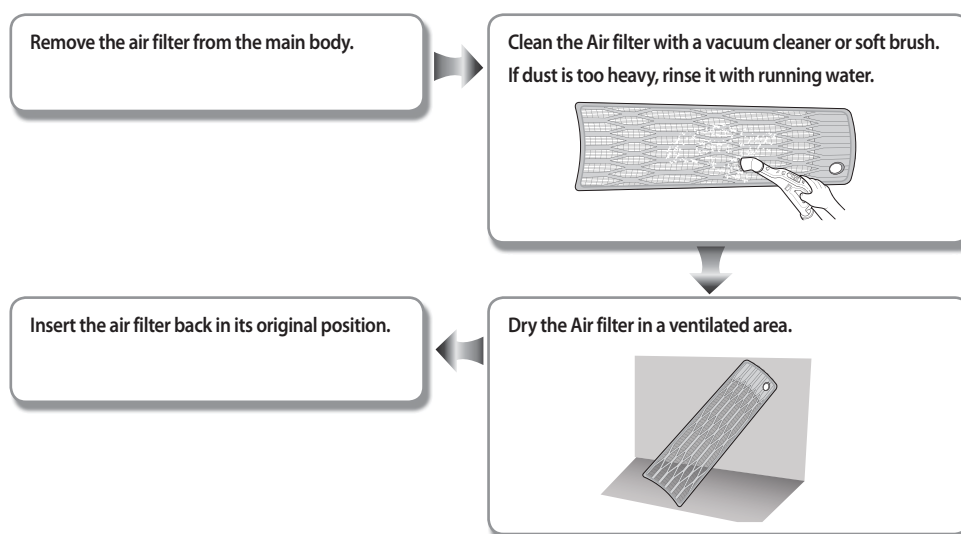 Remove the air filter from the main body.
Clean the Air filter with a vacuum cleaner or soft brush.
If dust is too heavy, rinse it with running water.
Dry the Air filter in a ventilated area.
Insert the air filter back in its original position.